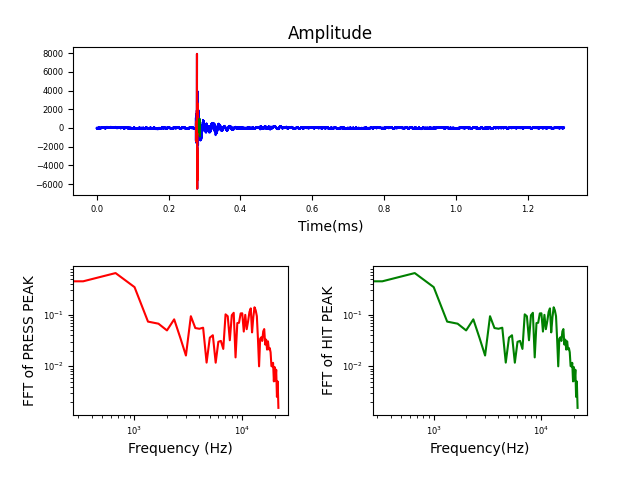 Amplitude
8000
6000
4000
2000
0
−2000
−4000
−6000
0.0 0.2 0.4 0.6 0.8 1.0 1.2
Time(ms)
FFT of PRESS PEAK
10⁻¹
10⁻²
10³ 10⁴
Frequency (Hz)
FFT of HIT PEAK
10⁻¹
10⁻²
10³ 10⁴
Frequency(Hz)